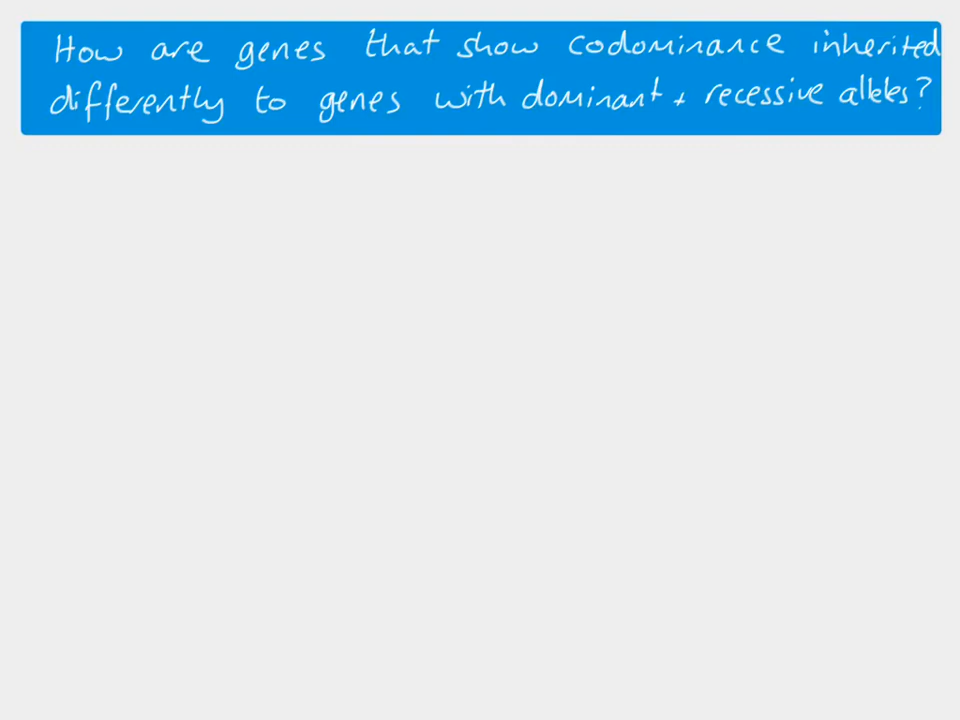 How are genes that show codominance inherited
differently to genes with dominant + recessive alleles?